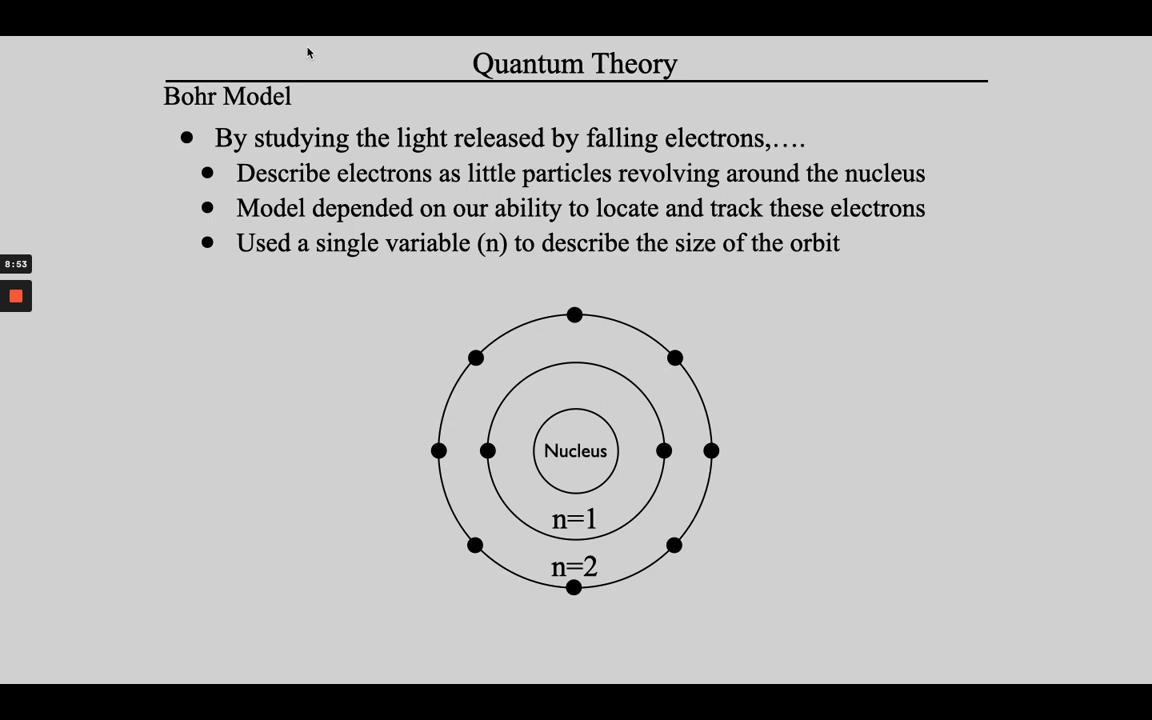 Quantum Theory
Bohr Model
● By studying the light released by falling electrons,....
● Describe electrons as little particles revolving around the nucleus
● Model depended on our ability to locate and track these electrons
● Used a single variable (n) to describe the size of the orbit
8:53
Nucleus
n=1
n=2